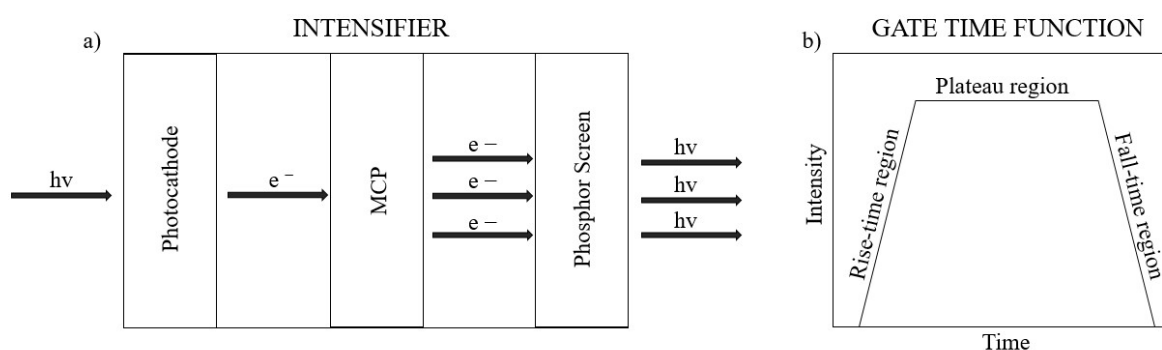 INTENSIFIER
a)
hv
Photocathode
e⁻
MCP
e –
e –
e –
Phosphor Screen
hv
hv
hv
b)
GATE TIME FUNCTION
Plateau region
Intensity
Rise-time region
Fall-time region
Time